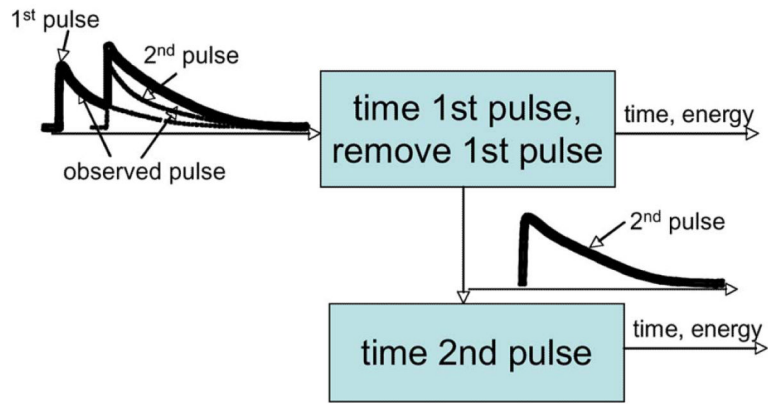 1st pulse
2nd pulse
observed pulse
time 1st pulse,
remove 1st pulse
time, energy
2nd pulse
time 2nd pulse
time, energy